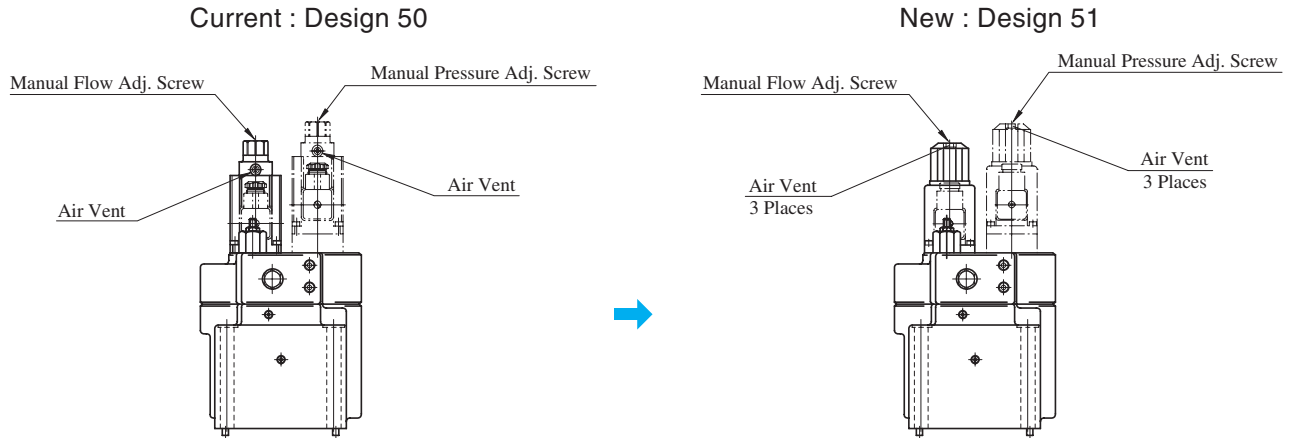 Current : Design 50
New : Design 51
Manual Flow Adj. Screw
Manual Pressure Adj. Screw
Air Vent
Air Vent
Manual Flow Adj. Screw
Manual Pressure Adj. Screw
Air Vent
3 Places
Air Vent
3 Places